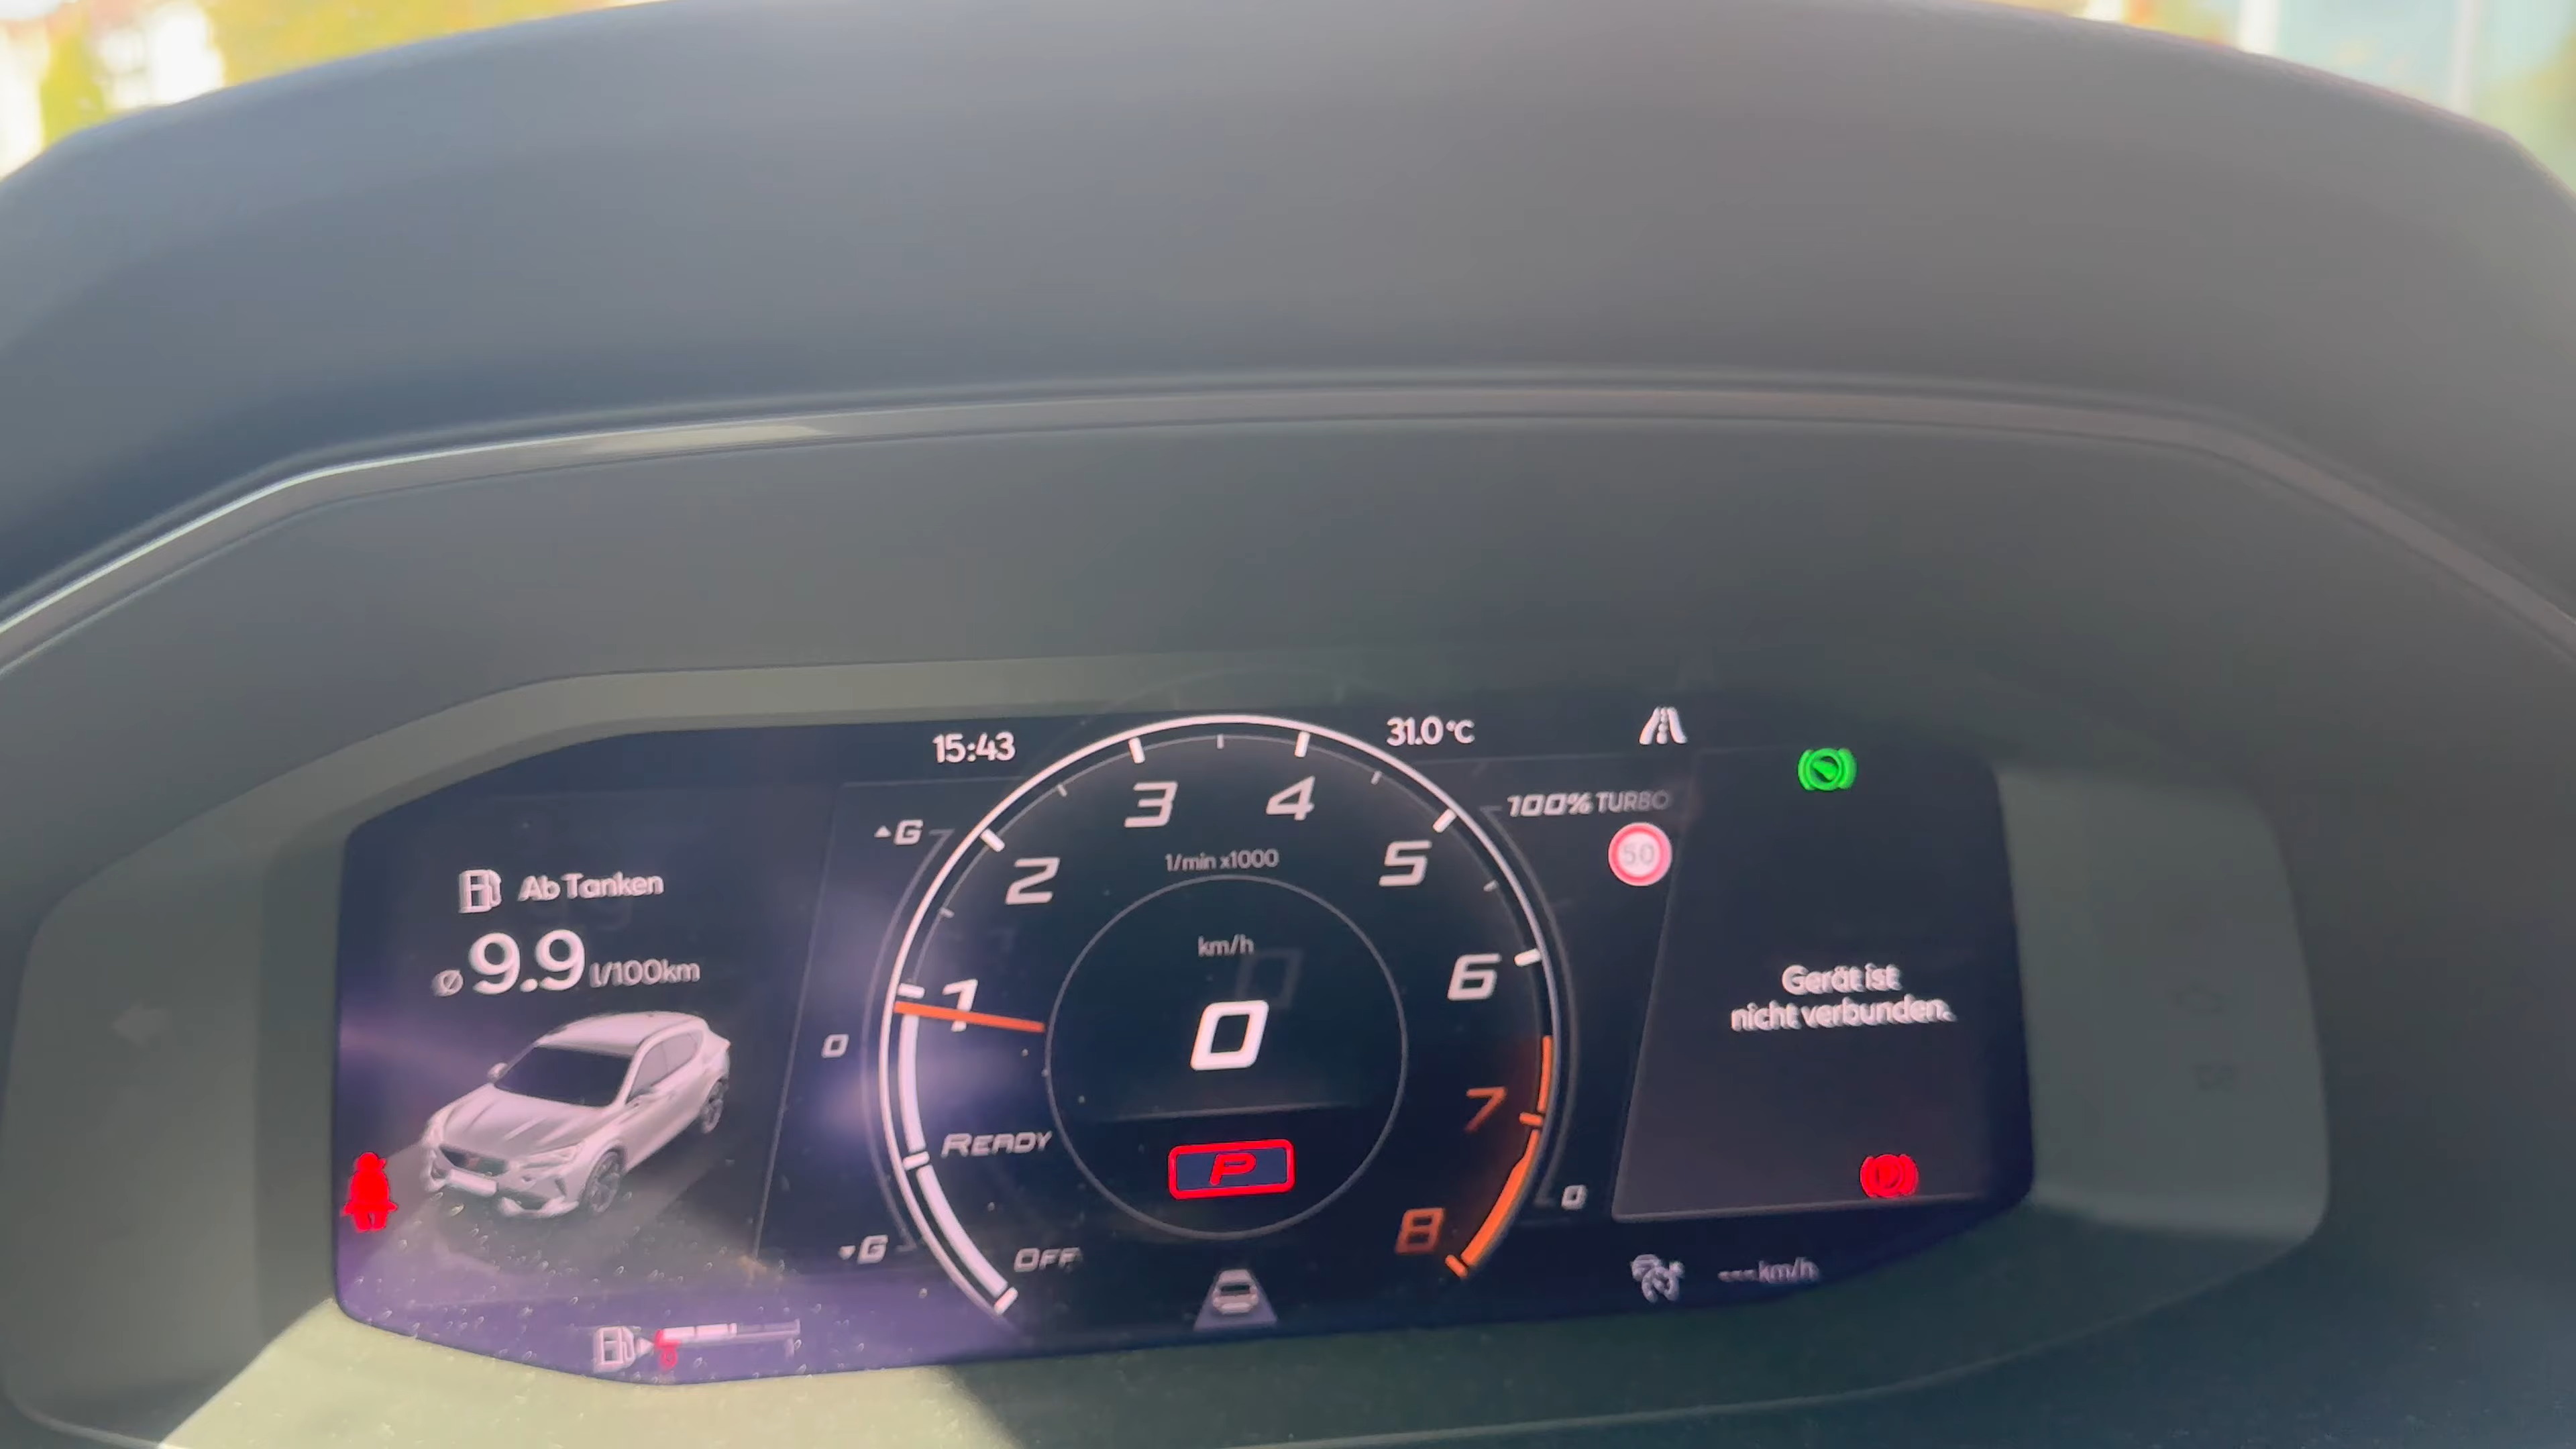 15:43
31.0°C
G
100% TURBO
50
Ab Tanken
ø 9.9 l/100km
1
2
3
4
5
6
7
8
1/min x1000
km/h
0
0
Gerät ist
nicht verbunden.
READY
P
0
OFF
G
--- km/h